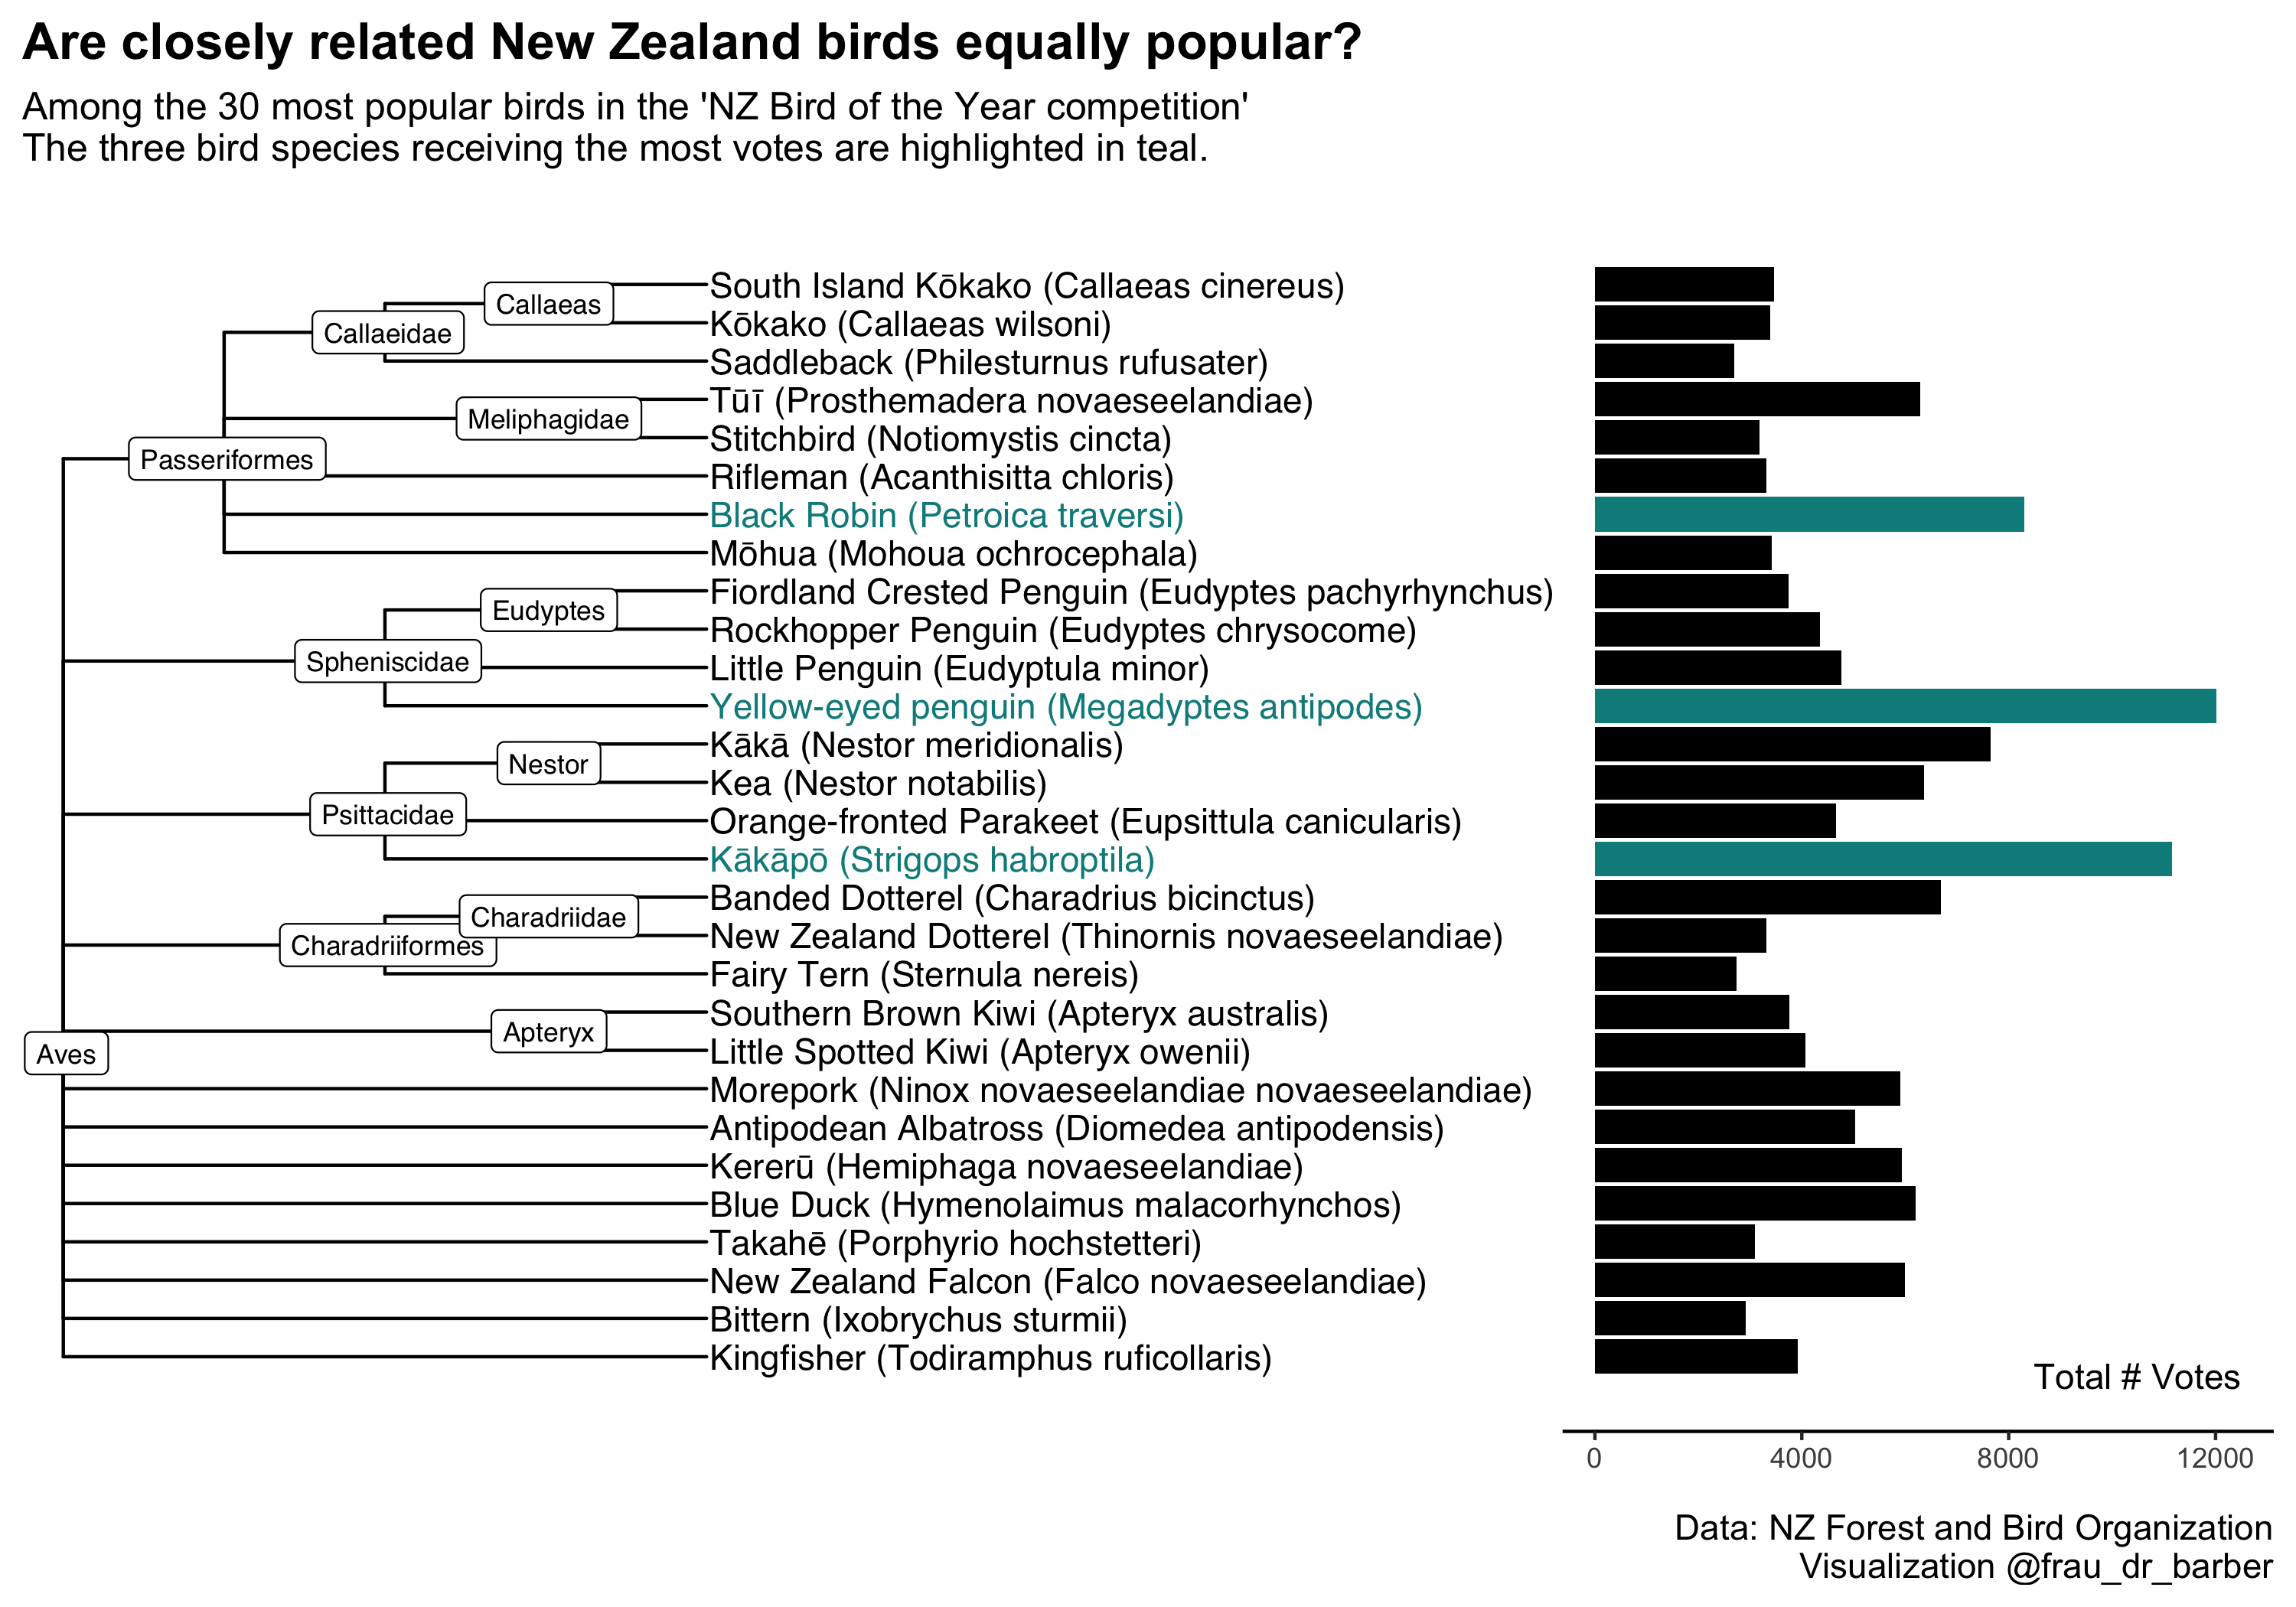 Are closely related New Zealand birds equally popular?
Among the 30 most popular birds in the 'NZ Bird of the Year competition'
The three bird species receiving the most votes are highlighted in teal.
Callaeas
Callaeidae
Meliphagidae
Passeriformes
Eudyptes
Spheniscidae
Nestor
Psittacidae
Charadriidae
Charadriiformes
Apteryx
Aves
South Island Kōkako (Callaeas cinereus)
Kōkako (Callaeas wilsoni)
Saddleback (Philesturnus rufusater)
Tūī (Prosthemadera novaeseelandiae)
Stitchbird (Notiomystis cincta)
Rifleman (Acanthisitta chloris)
Black Robin (Petroica traversi)
Mōhua (Mohoua ochrocephala)
Fiordland Crested Penguin (Eudyptes pachyrhynchus)
Rockhopper Penguin (Eudyptes chrysocome)
Little Penguin (Eudyptula minor)
Yellow-eyed penguin (Megadyptes antipodes)
Kākā (Nestor meridionalis)
Kea (Nestor notabilis)
Orange-fronted Parakeet (Eupsittula canicularis)
Kākāpō (Strigops habroptila)
Banded Dotterel (Charadrius bicinctus)
New Zealand Dotterel (Thinornis novaeseelandiae)
Fairy Tern (Sternula nereis)
Southern Brown Kiwi (Apteryx australis)
Little Spotted Kiwi (Apteryx owenii)
Morepork (Ninox novaeseelandiae novaeseelandiae)
Antipodean Albatross (Diomedea antipodensis)
Kererū (Hemiphaga novaeseelandiae)
Blue Duck (Hymenolaimus malacorhynchos)
Takahē (Porphyrio hochstetteri)
New Zealand Falcon (Falco novaeseelandiae)
Bittern (Ixobrychus sturmii)
Kingfisher (Todiramphus ruficollaris)
Total # Votes
0 4000 8000 12000
Data: NZ Forest and Bird Organization
Visualization @frau_dr_barber